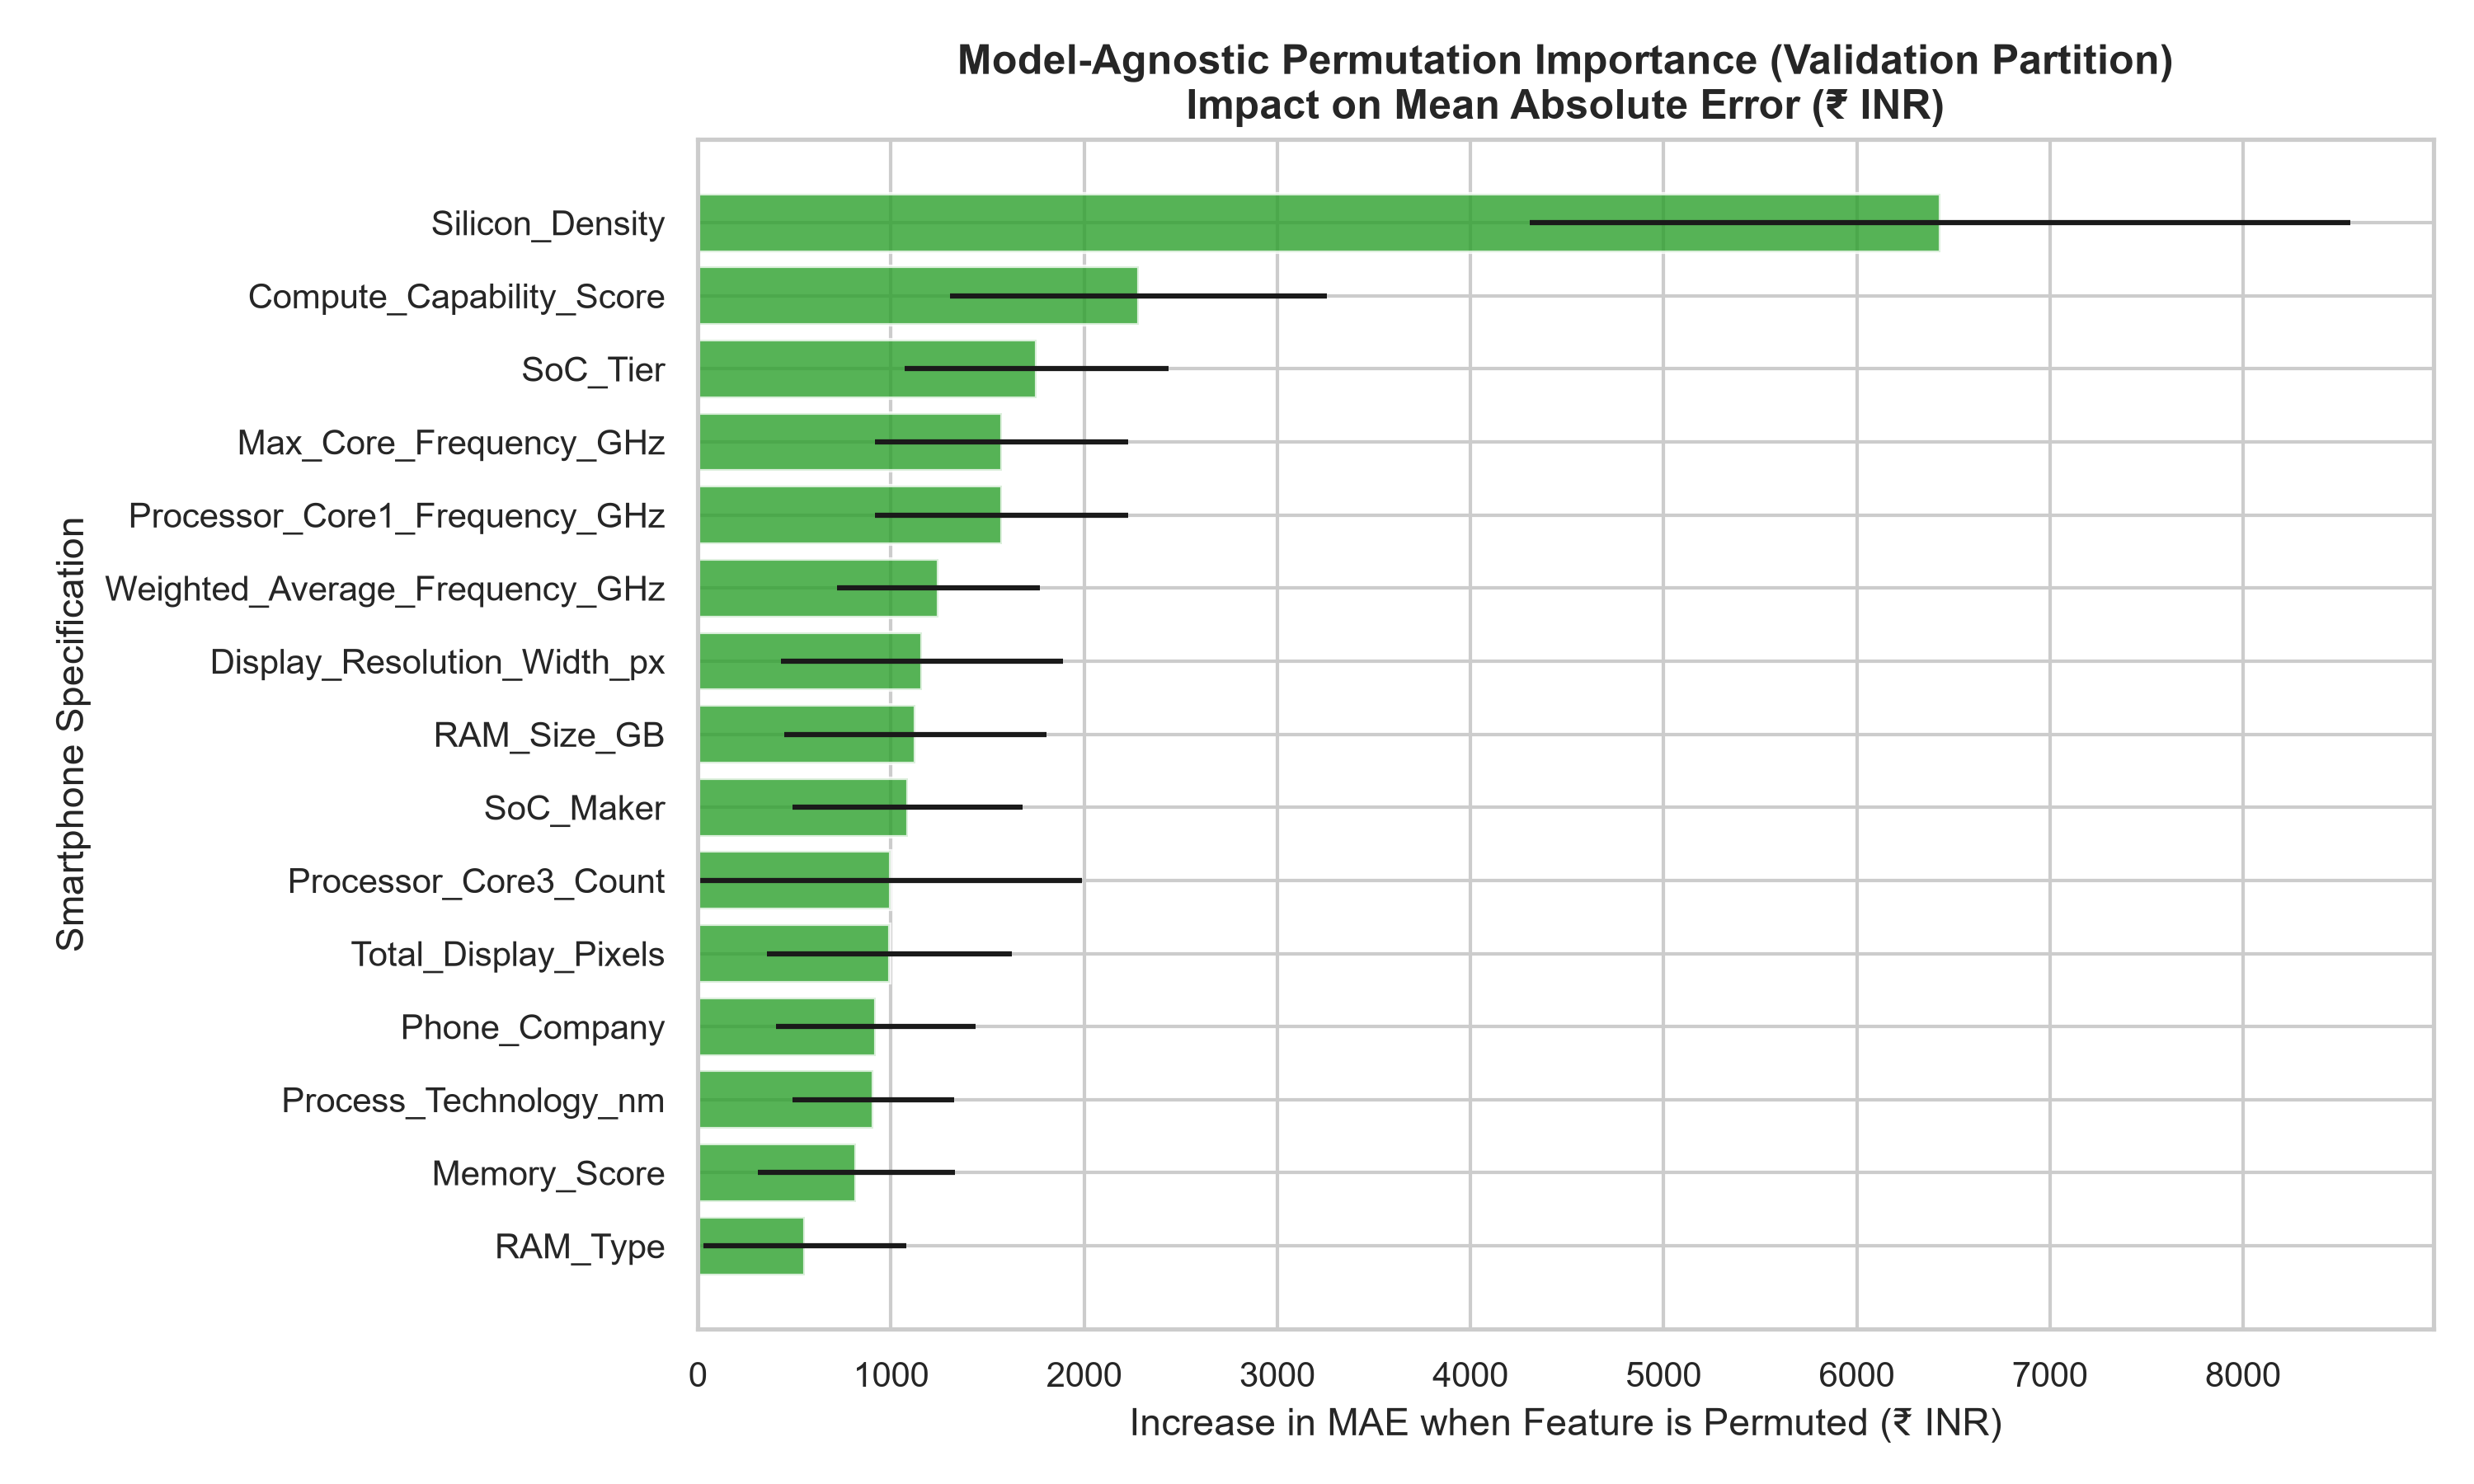 Model-Agnostic Permutation Importance (Validation Partition)
Impact on Mean Absolute Error (₹ INR)
Smartphone Specification
Silicon_Density
Compute_Capability_Score
SoC_Tier
Max_Core_Frequency_GHz
Processor_Core1_Frequency_GHz
Weighted_Average_Frequency_GHz
Display_Resolution_Width_px
RAM_Size_GB
SoC_Maker
Processor_Core3_Count
Total_Display_Pixels
Phone_Company
Process_Technology_nm
Memory_Score
RAM_Type
0 1000 2000 3000 4000 5000 6000 7000 8000
Increase in MAE when Feature is Permuted (₹ INR)